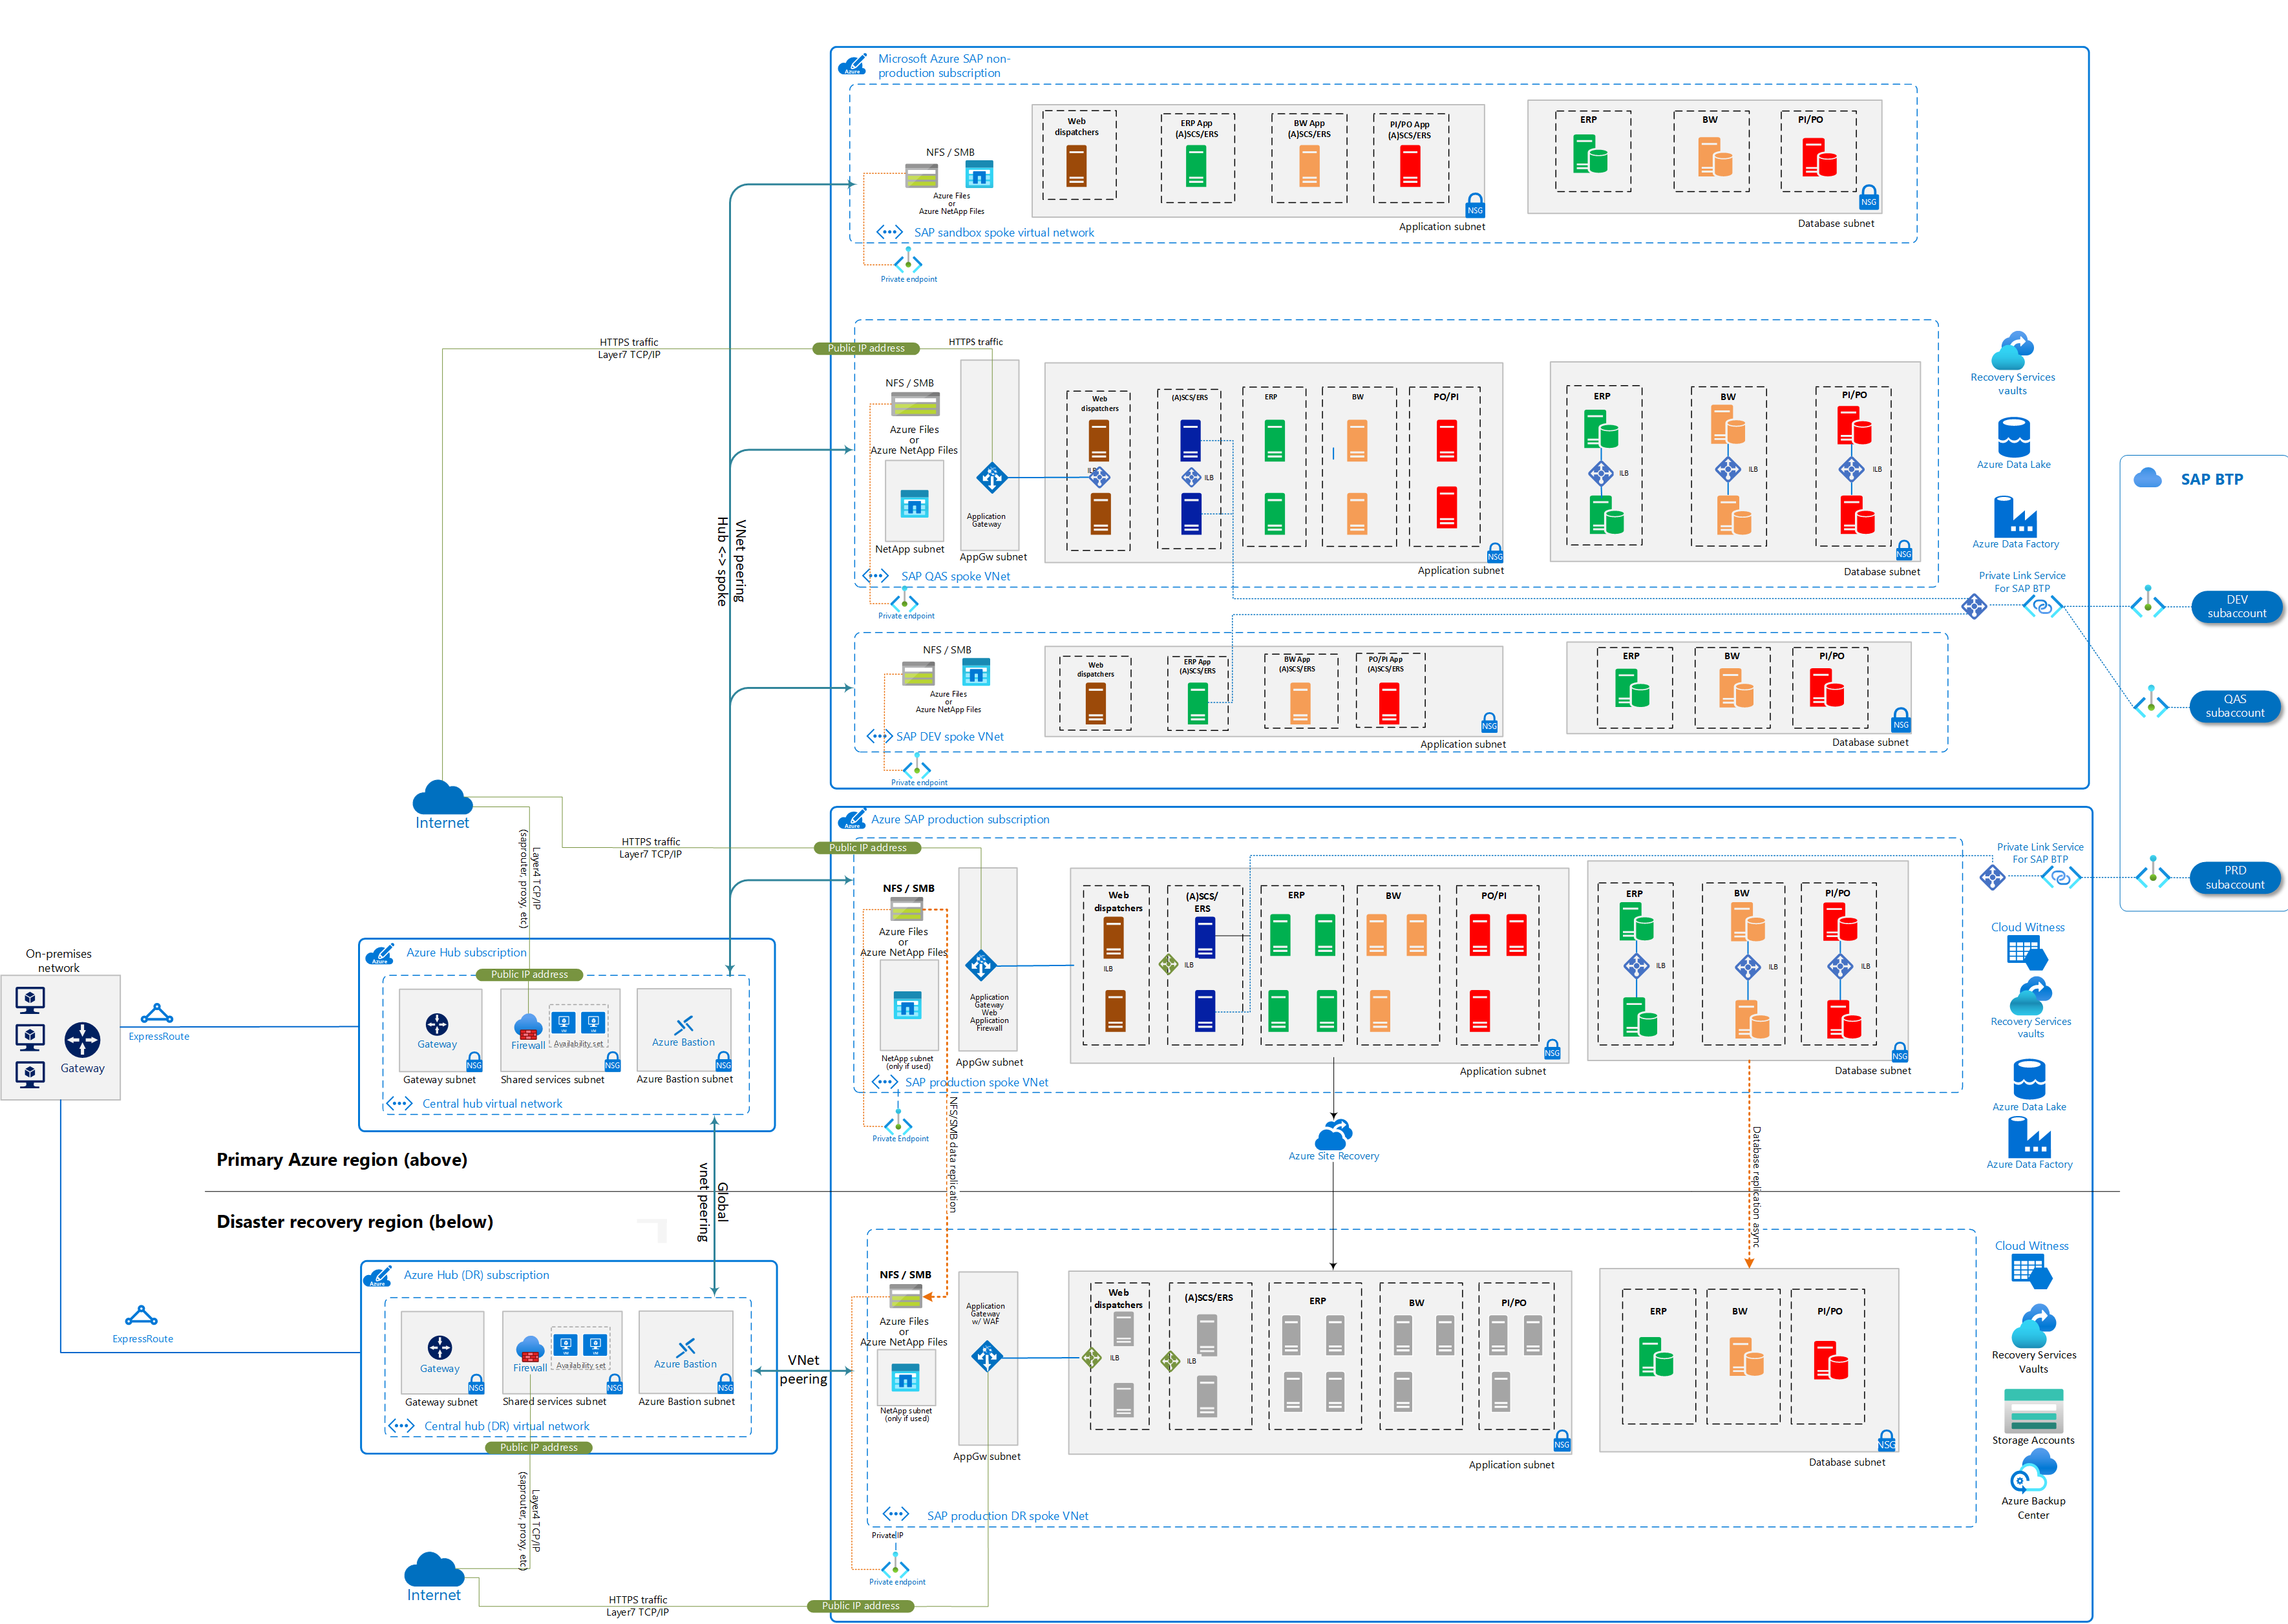 Microsoft Azure SAP non-
production subscription
Web
dispatchers
ERP App
(A)SCS/ERS
BW App
(A)SCS/ERS
PI/PO App
(A)SCS/ERS
NSG
Application subnet
ERP
BW
PI/PO
NSG
Database subnet
NFS / SMB
Azure Files
or
Azure NetApp Files
SAP sandbox spoke virtual network
Private endpoint
HTTPS traffic
Layer7 TCP/IP
Public IP address
HTTPS traffic
NFS / SMB
Azure Files
or
Azure NetApp Files
NetApp subnet
Application
Gateway
AppGw subnet
Web
dispatchers
ILB
(A)SCS/ERS
ILB
ERP
BW
PO/PI
NSG
Application subnet
ERP
ILB
BW
ILB
PI/PO
ILB
NSG
Database subnet
SAP QAS spoke VNet
Private endpoint
Recovery Services
vaults
Azure Data Lake
Azure Data Factory
Private Link Service
For SAP BTP
SAP BTP
DEV
subaccount
QAS
subaccount
PRD
subaccount
VNet peering
Hub <-> spoke
NFS / SMB
Azure Files
or
Azure NetApp Files
Web
dispatchers
ERP App
(A)SCS/ERS
BW App
(A)SCS/ERS
PO/PI App
(A)SCS/ERS
NSG
Application subnet
ERP
BW
PI/PO
NSG
Database subnet
SAP DEV spoke VNet
Private endpoint
Internet
Layer4 TCP/IP
(saprouter, proxy, etc)
HTTPS traffic
Layer7 TCP/IP
Public IP address
Azure SAP production subscription
NFS / SMB
Azure Files
or
Azure NetApp Files
NetApp subnet
(only if used)
Application
Gateway
Web
Application
Firewall
AppGw subnet
Web
dispatchers
ILB
(A)SCS/
ERS
ILB
ERP
BW
PO/PI
NSG
Application subnet
ERP
ILB
BW
ILB
PI/PO
ILB
NSG
Database subnet
SAP production spoke VNet
Private Endpoint
NFS/SMB data replication
Azure Site Recovery
Database replication async
Private Link Service
For SAP BTP
Cloud Witness
Recovery Services
vaults
Azure Data Lake
Azure Data Factory
On-premises
network
Gateway
ExpressRoute
Azure
Azure Hub subscription
Public IP address
Gateway
NSG
Gateway subnet
Firewall
Availability set
NSG
Shared services subnet
Azure Bastion
NSG
Azure Bastion subnet
Central hub virtual network
Primary Azure region (above)
Global
vnet peering
Disaster recovery region (below)
ExpressRoute
Azure
Azure Hub (DR) subscription
Gateway
NSG
Gateway subnet
Firewall
Availability set
NSG
Shared services subnet
Azure Bastion
NSG
Azure Bastion subnet
Central hub (DR) virtual network
Public IP address
VNet
peering
Layer4 TCP/IP
(saprouter, proxy, etc)
Internet
HTTPS traffic
Layer7 TCP/IP
Public IP address
NFS / SMB
Azure Files
or
Azure NetApp Files
NetApp subnet
(only if used)
Application
Gateway
w/ WAF
AppGw subnet
Web
dispatchers
ILB
(A)SCS/ERS
ILB
ERP
BW
PI/PO
NSG
Application subnet
ERP
BW
PI/PO
NSG
Database subnet
SAP production DR spoke VNet
PrivateIP
Private endpoint
Cloud Witness
Recovery Services
Vaults
Storage Accounts
Azure Backup
Center